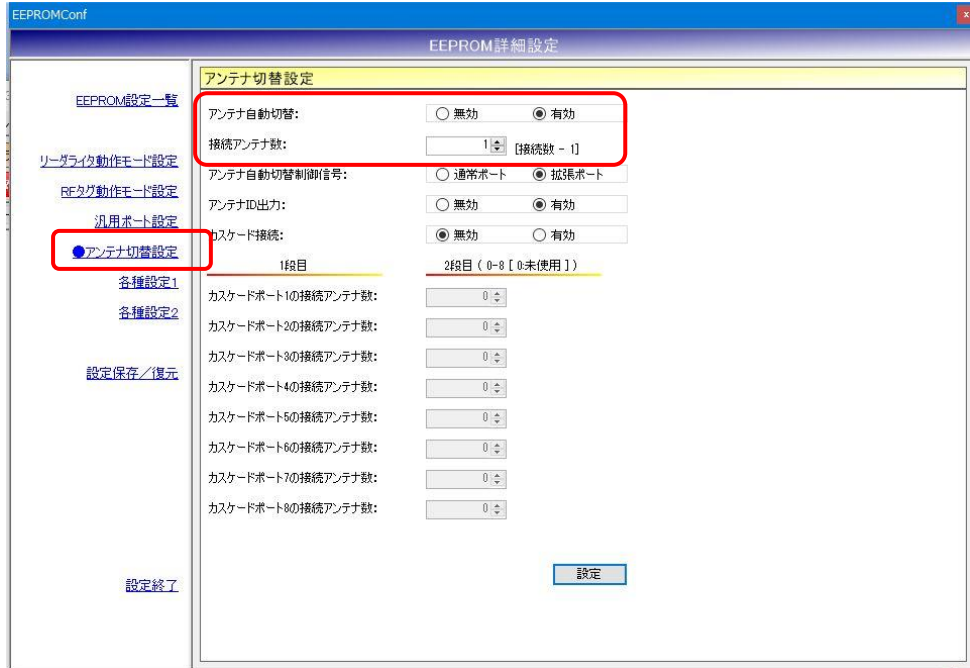 EEPROMConf
x
EEPROM詳細設定
EEPROM設定一覧
リーダライタ動作モード設定
RFタグ動作モード設定
汎用ポート設定
●アンテナ切替設定
各種設定1
各種設定2
設定保存／復元
設定終了
アンテナ切替設定
アンテナ自動切替: 無効 有効
接続アンテナ数: 1 [接続数 - 1]
アンテナ自動切替制御信号: 通常ポート 拡張ポート
アンテナID出力: 無効 有効
カスケード接続: 無効 有効
1段目 2段目 ( 0-8 [ 0:未使用 ] )
カスケードポート1の接続アンテナ数: 0
カスケードポート2の接続アンテナ数: 0
カスケードポート3の接続アンテナ数: 0
カスケードポート4の接続アンテナ数: 0
カスケードポート5の接続アンテナ数: 0
カスケードポート6の接続アンテナ数: 0
カスケードポート7の接続アンテナ数: 0
カスケードポート8の接続アンテナ数: 0
設定